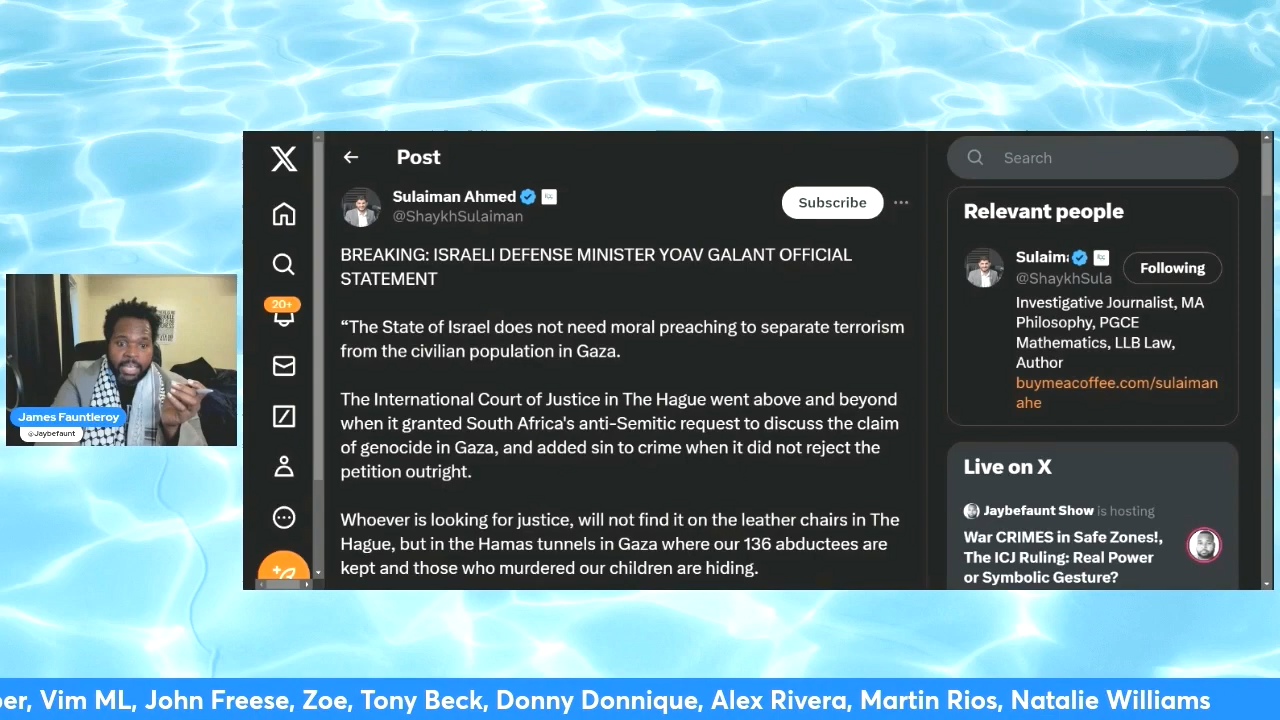 Post
Search
Sulaiman Ahmed
@ShaykhSulaiman
Subscribe
BREAKING: ISRAELI DEFENSE MINISTER YOAV GALANT OFFICIAL
STATEMENT
“The State of Israel does not need moral preaching to separate terrorism
from the civilian population in Gaza.
The International Court of Justice in The Hague went above and beyond
when it granted South Africa's anti-Semitic request to discuss the claim
of genocide in Gaza, and added sin to crime when it did not reject the
petition outright.
Whoever is looking for justice, will not find it on the leather chairs in The
Hague, but in the Hamas tunnels in Gaza where our 136 abductees are
kept and those who murdered our children are hiding.
20+
Relevant people
Sulaima
@ShaykhSula
Following
Investigative Journalist, MA
Philosophy, PGCE
Mathematics, LLB Law,
Author
buymeacoffee.com/sulaiman
ahe
Live on X
Jaybefaunt Show is hosting
War CRIMES in Safe Zones!,
The ICJ Ruling: Real Power
or Symbolic Gesture?
James Fauntleroy
@Jaybefaunt
er, Vim ML, John Freese, Zoe, Tony Beck, Donny Donnique, Alex Rivera, Martin Rios, Natalie Williams